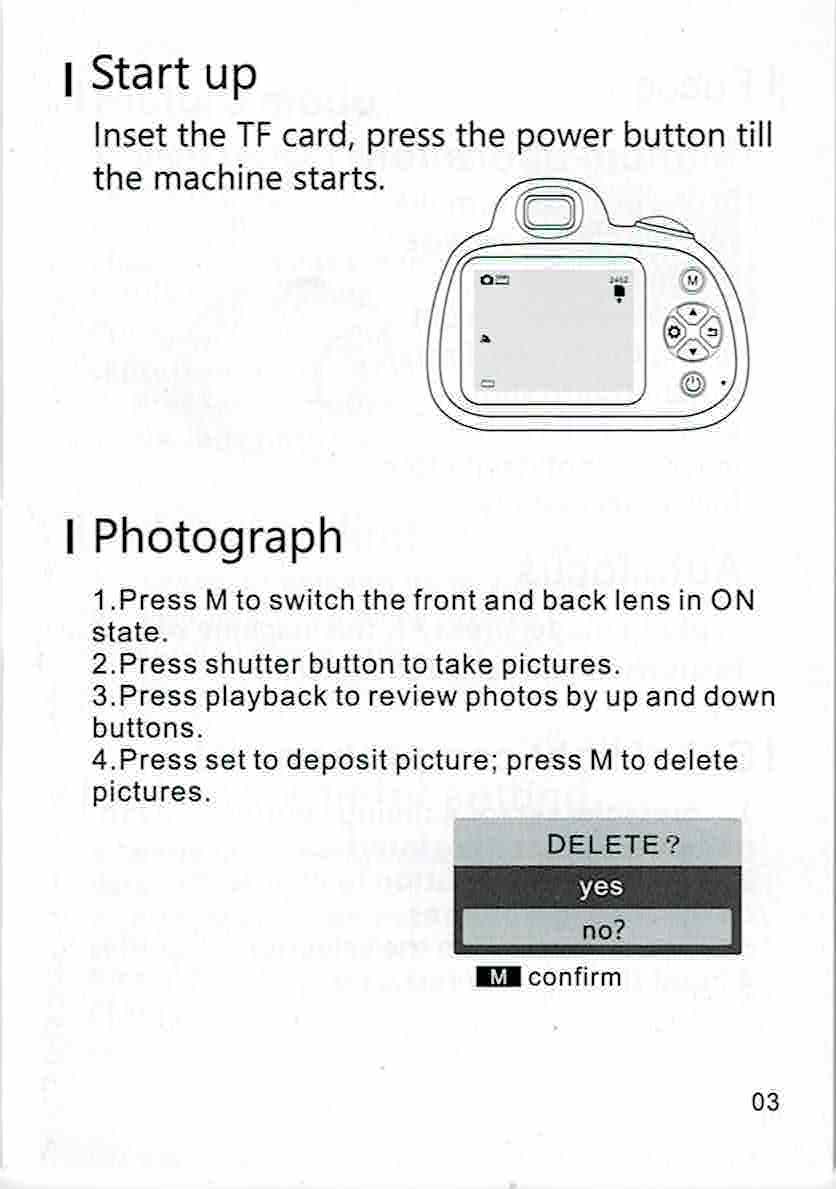 Start up
Inset the TF card, press the power button till
the machine starts.
2452
M
Photograph
1.Press M to switch the front and back lens in ON
state.
2.Press shutter button to take pictures.
3.Press playback to review photos by up and down
buttons.
4.Press set to deposit picture; press M to delete
pictures.
DELETE?
yes
no?
M confirm
03